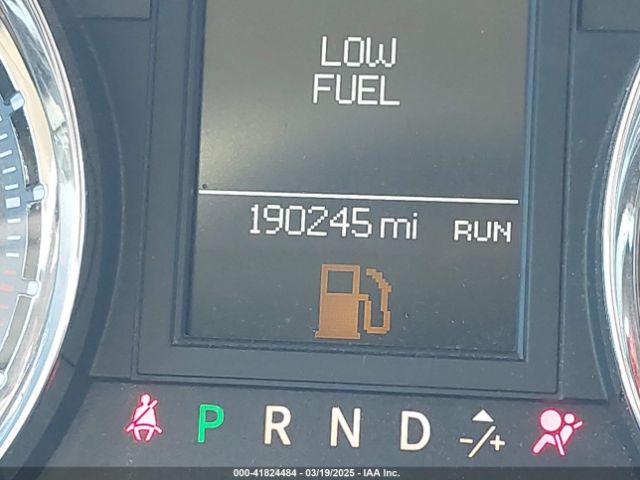 LOW
FUEL
190245 mi RUN
P R N D -/+
000-41824484 - 03/19/2025 - IAA Inc.